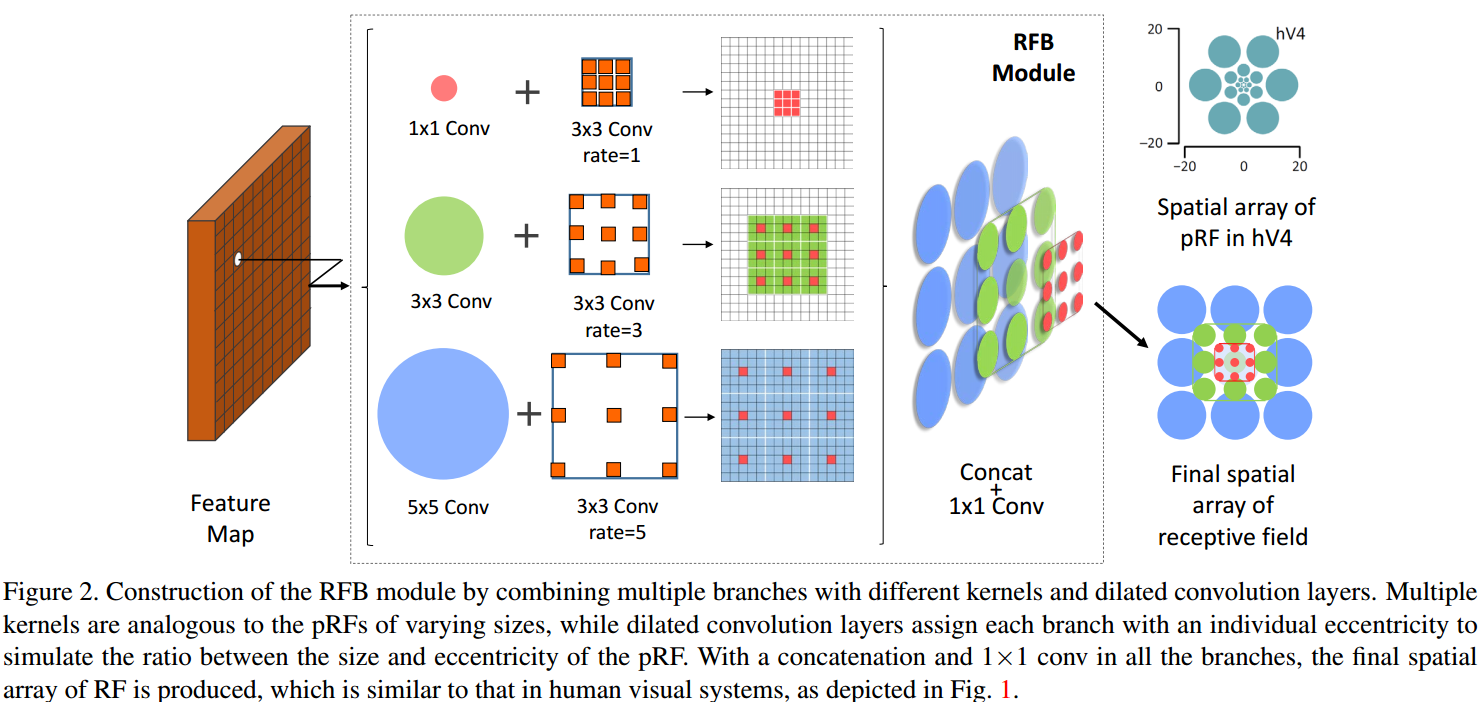 1x1 Conv
+
3x3 Conv
rate=1
3x3 Conv
+
3x3 Conv
rate=3
5x5 Conv
+
3x3 Conv
rate=5
Feature
Map
RFB
Module
Concat
+
1x1 Conv
20
0
−20
hV4
−20
0
20
Spatial array of
pRF in hV4
Final spatial
array of
receptive field
Figure 2. Construction of the RFB module by combining multiple branches with different kernels and dilated convolution layers. Multiple
kernels are analogous to the pRFs of varying sizes, while dilated convolution layers assign each branch with an individual eccentricity to
simulate the ratio between the size and eccentricity of the pRF. With a concatenation and 1×1 conv in all the branches, the final spatial
array of RF is produced, which is similar to that in human visual systems, as depicted in Fig. 1.